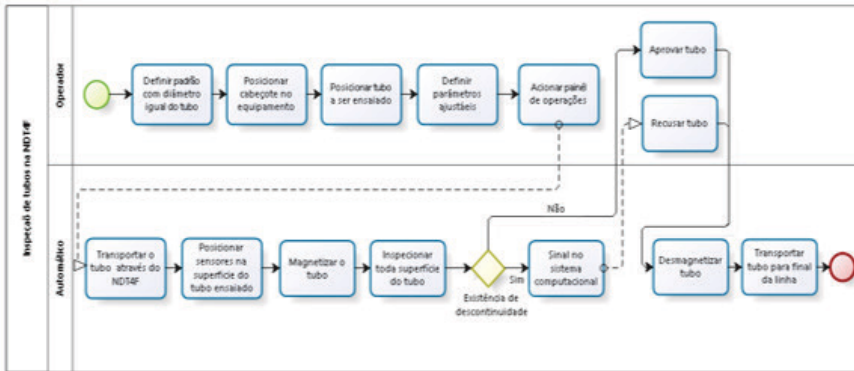 Inspeção de tubos na NDT4F
Operador
Definir padrão
com diâmetro
igual do tubo
Posicionar
cabeçote no
equipamento
Posicionar tubo
a ser ensaiado
Definir
parâmetros
ajustáeis
Acionar painel
de operações
Aprovar tubo
Recusar tubo
Automático
Transportar o
tubo através do
NDT4F
Posicionar
sensores na
superfície do
tubo ensaiado
Magnetizar o
tubo
Inspecionar
toda superfície
do tubo
Existência de
descontinuidade
Não
Sim
Sinal no
sistema
computacional
Desmagnetizar
tubo
Transportar
tubo para final
da linha